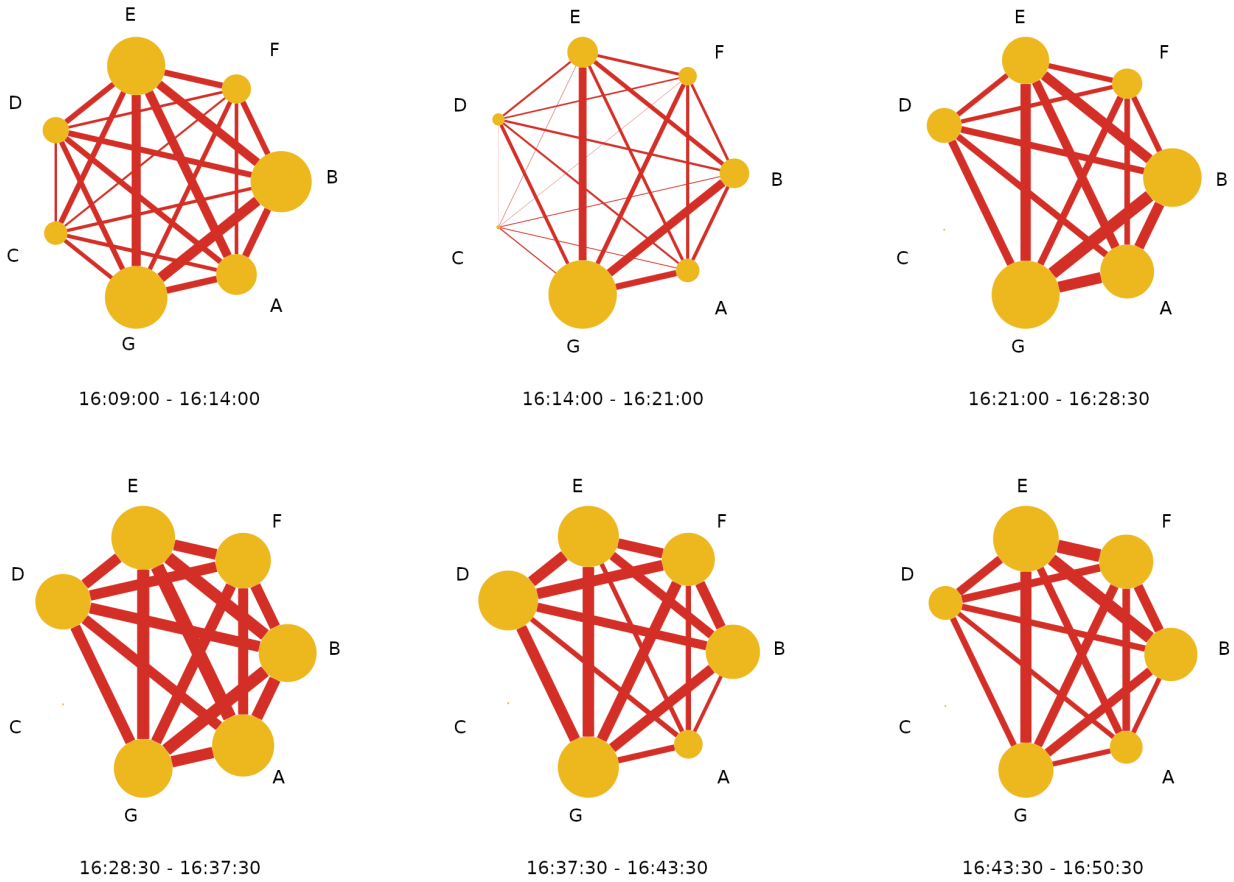 E
F
D
B
C
A
G
16:09:00 - 16:14:00
E
F
D
B
C
A
G
16:14:00 - 16:21:00
E
F
D
B
C
A
G
16:21:00 - 16:28:30
E
F
D
B
C
A
G
16:28:30 - 16:37:30
E
F
D
B
C
A
G
16:37:30 - 16:43:30
E
F
D
B
C
A
G
16:43:30 - 16:50:30